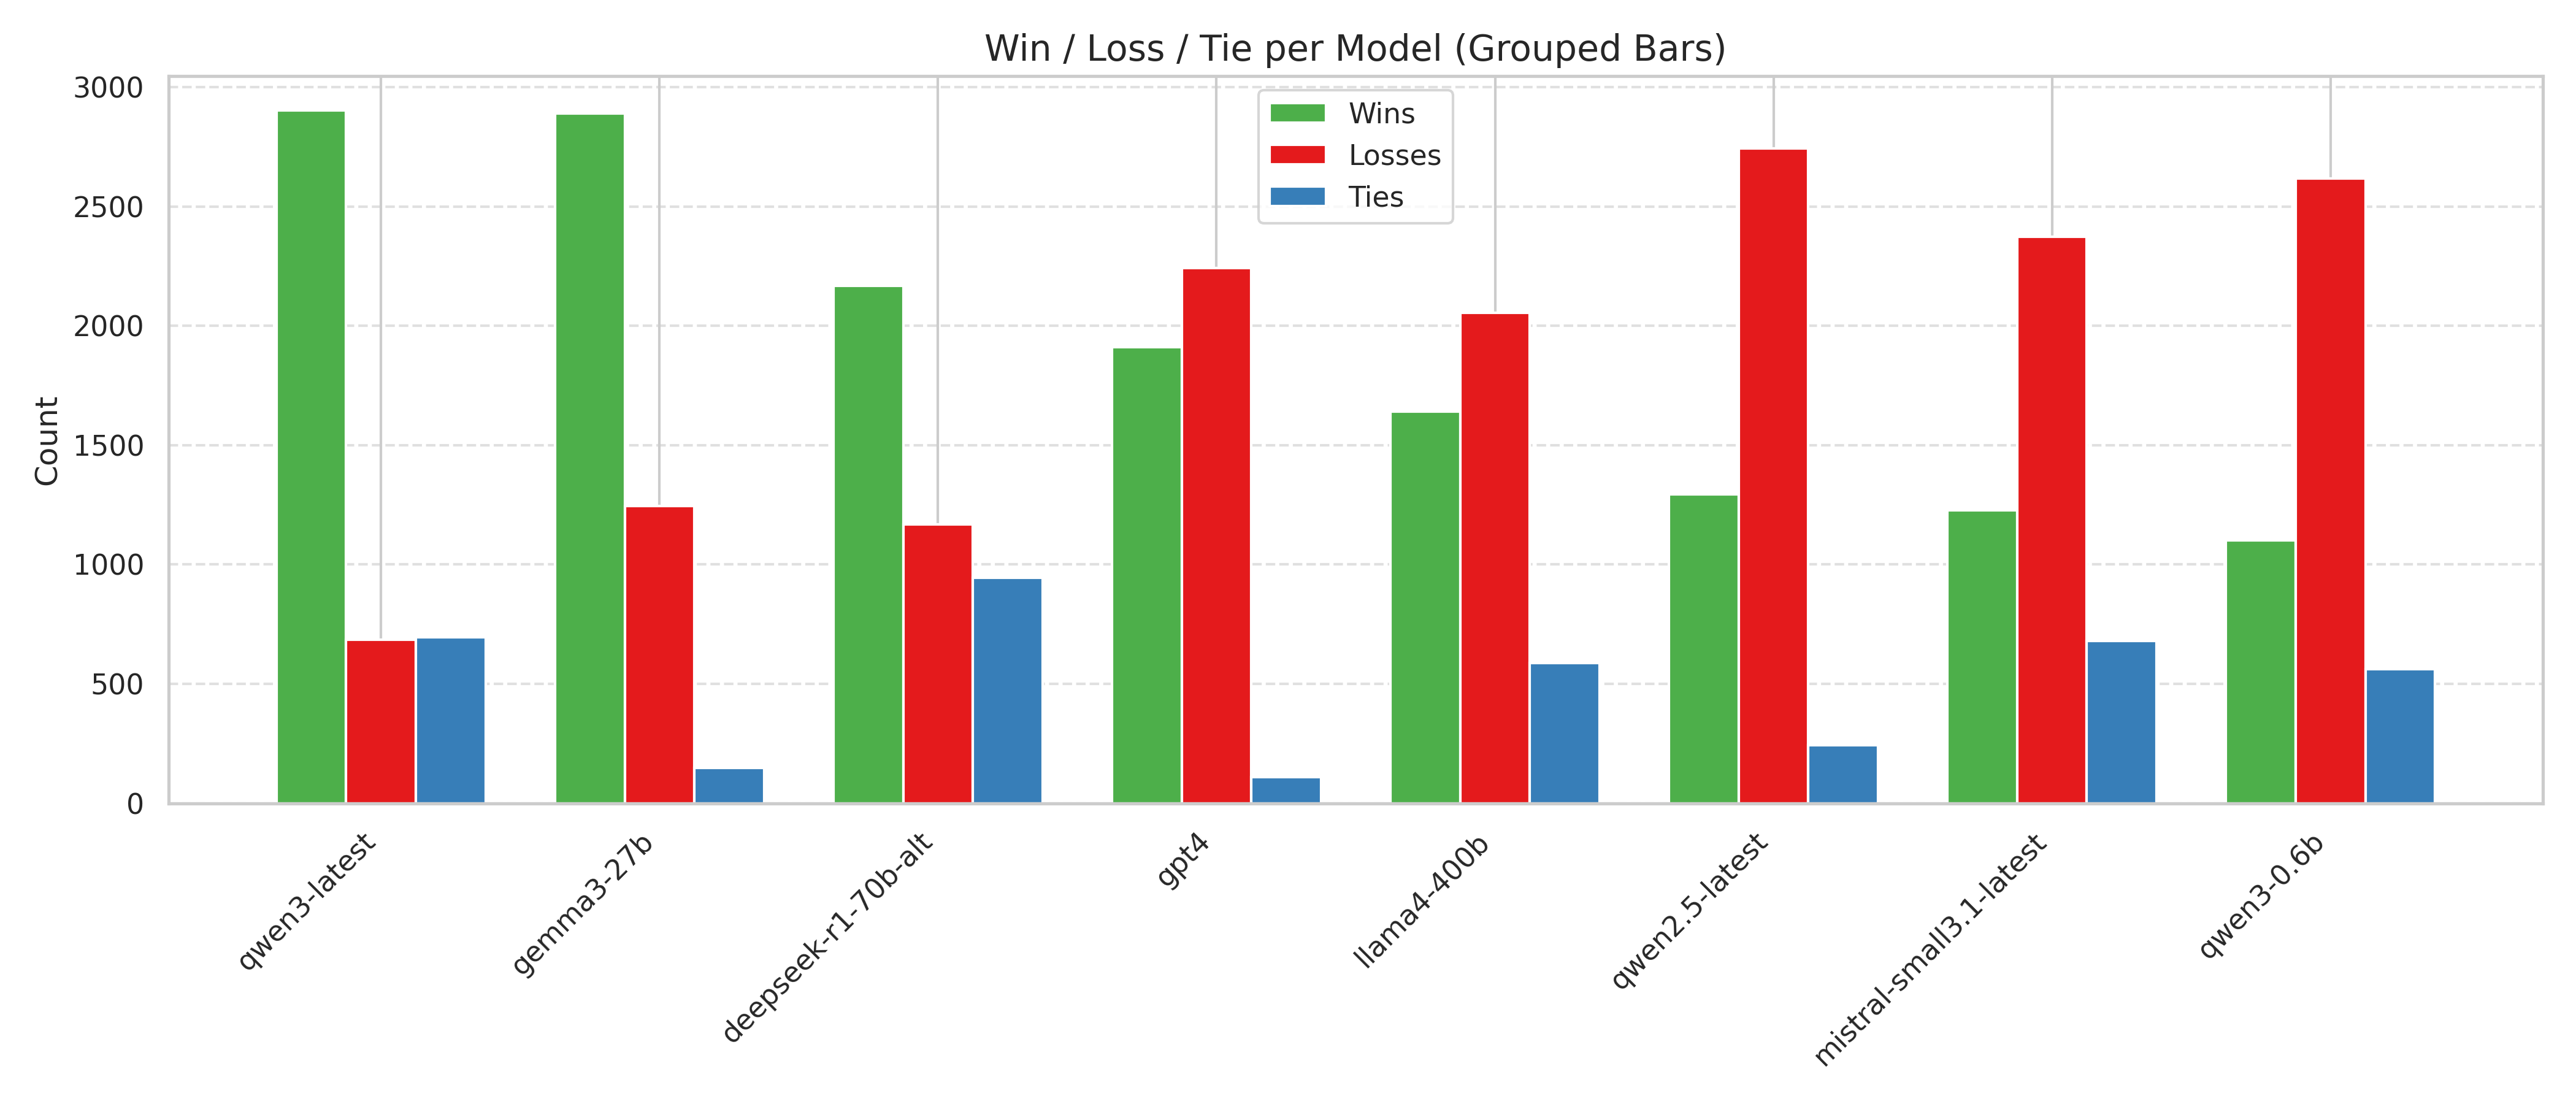 Win / Loss / Tie per Model (Grouped Bars)
Wins
Losses
Ties
Count
3000
2500
2000
1500
1000
500
0
qwen3-latest
gemma3-27b
deepseek-r1-70b-alt
gpt4
llama4-400b
qwen2.5-latest
mistral-small3.1-latest
qwen3-0.6b